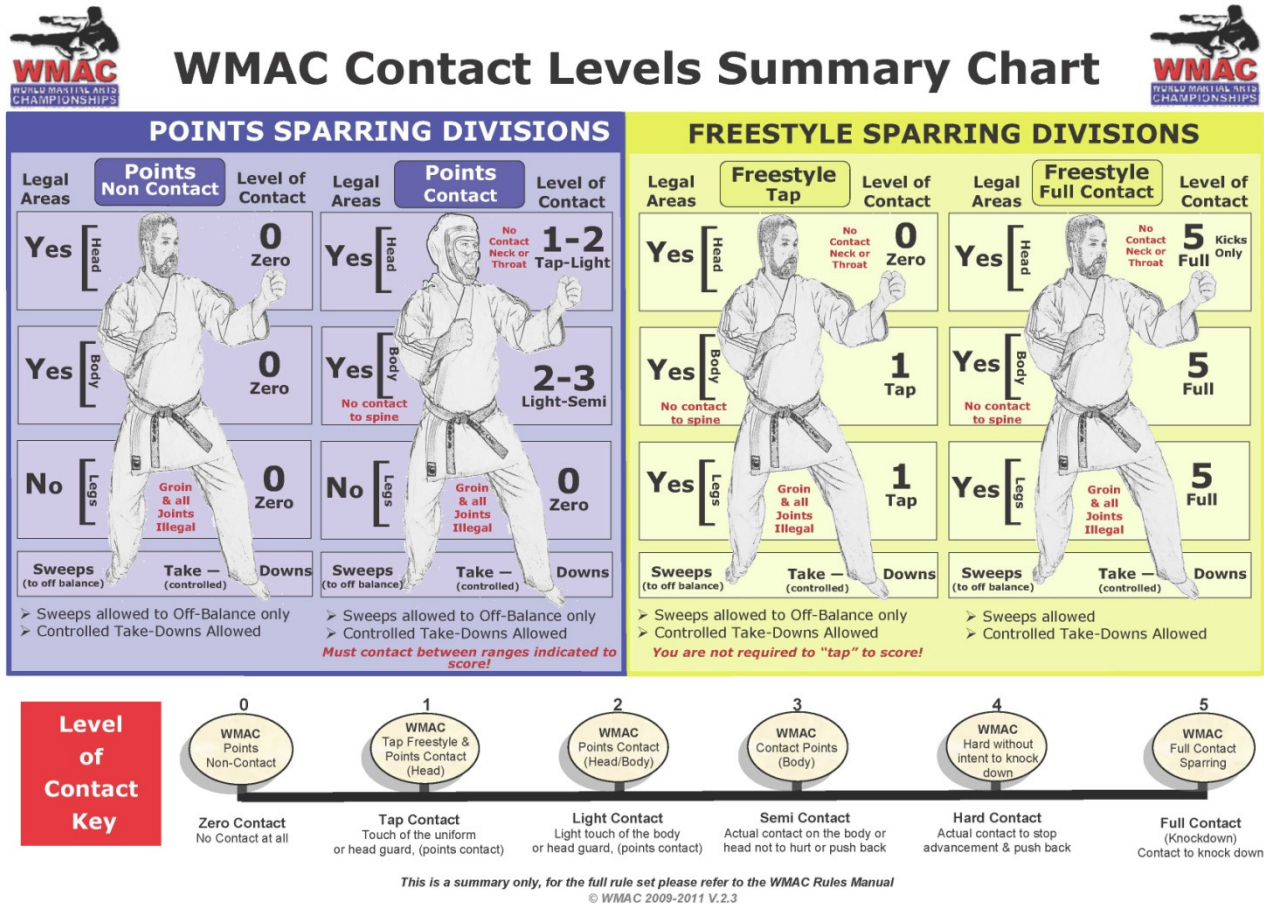 WMAC
WORLD MARTIAL ARTS
CHAMPIONSHIPS
WMAC Contact Levels Summary Chart
WMAC
WORLD MARTIAL ARTS
CHAMPIONSHIPS
POINTS SPARRING DIVISIONS
Legal
Areas
Points
Non Contact
Level of
Contact
Yes
Head
0
Zero
Yes
Body
0
Zero
No
Legs
Groin
& all
Joints
Illegal
0
Zero
Sweeps
(to off balance)
Take —
(controlled)
Downs
➢ Sweeps allowed to Off-Balance only
➢ Controlled Take-Downs Allowed
Legal
Areas
Points
Contact
Level of
Contact
Yes
Head
No
Contact
Neck or
Throat
1-2
Tap-Light
Yes
Body
No contact
to spine
2-3
Light-Semi
No
Legs
Groin
& all
Joints
Illegal
0
Zero
Sweeps
(to off balance)
Take —
(controlled)
Downs
➢ Sweeps allowed to Off-Balance only
➢ Controlled Take-Downs Allowed
Must contact between ranges indicated to
score!
FREESTYLE SPARRING DIVISIONS
Legal
Areas
Freestyle
Tap
Level of
Contact
Yes
Head
No
Contact
Neck or
Throat
0
Zero
Yes
Body
No contact
to spine
1
Tap
Yes
Legs
Groin
& all
Joints
Illegal
1
Tap
Sweeps
(to off balance)
Take —
(controlled)
Downs
➢ Sweeps allowed to Off-Balance only
➢ Controlled Take-Downs Allowed
You are not required to “tap” to score!
Legal
Areas
Freestyle
Full Contact
Level of
Contact
Yes
Head
No
Contact
Neck or
Throat
5
Full
Kicks
Only
Yes
Body
No contact
to spine
5
Full
Yes
Legs
Groin
& all
Joints
Illegal
5
Full
Sweeps
(to off balance)
Take —
(controlled)
Downs
➢ Sweeps allowed
➢ Controlled Take-Downs Allowed
Level
of
Contact
Key
0
WMAC
Points
Non-Contact
Zero Contact
No Contact at all
1
WMAC
Tap Freestyle &
Points Contact
(Head)
Tap Contact
Touch of the uniform
or head guard, (points contact)
2
WMAC
Points Contact
(Head/Body)
Light Contact
Light touch of the body
or head guard, (points contact)
3
WMAC
Contact Points
(Body)
Semi Contact
Actual contact on the body or
head not to hurt or push back
4
WMAC
Hard without
intent to knock
down
Hard Contact
Actual contact to stop
advancement & push back
5
WMAC
Full Contact
Sparring
Full Contact
(Knockdown)
Contact to knock down
This is a summary only, for the full rule set please refer to the WMAC Rules Manual
© WMAC 2009-2011 V.2.3